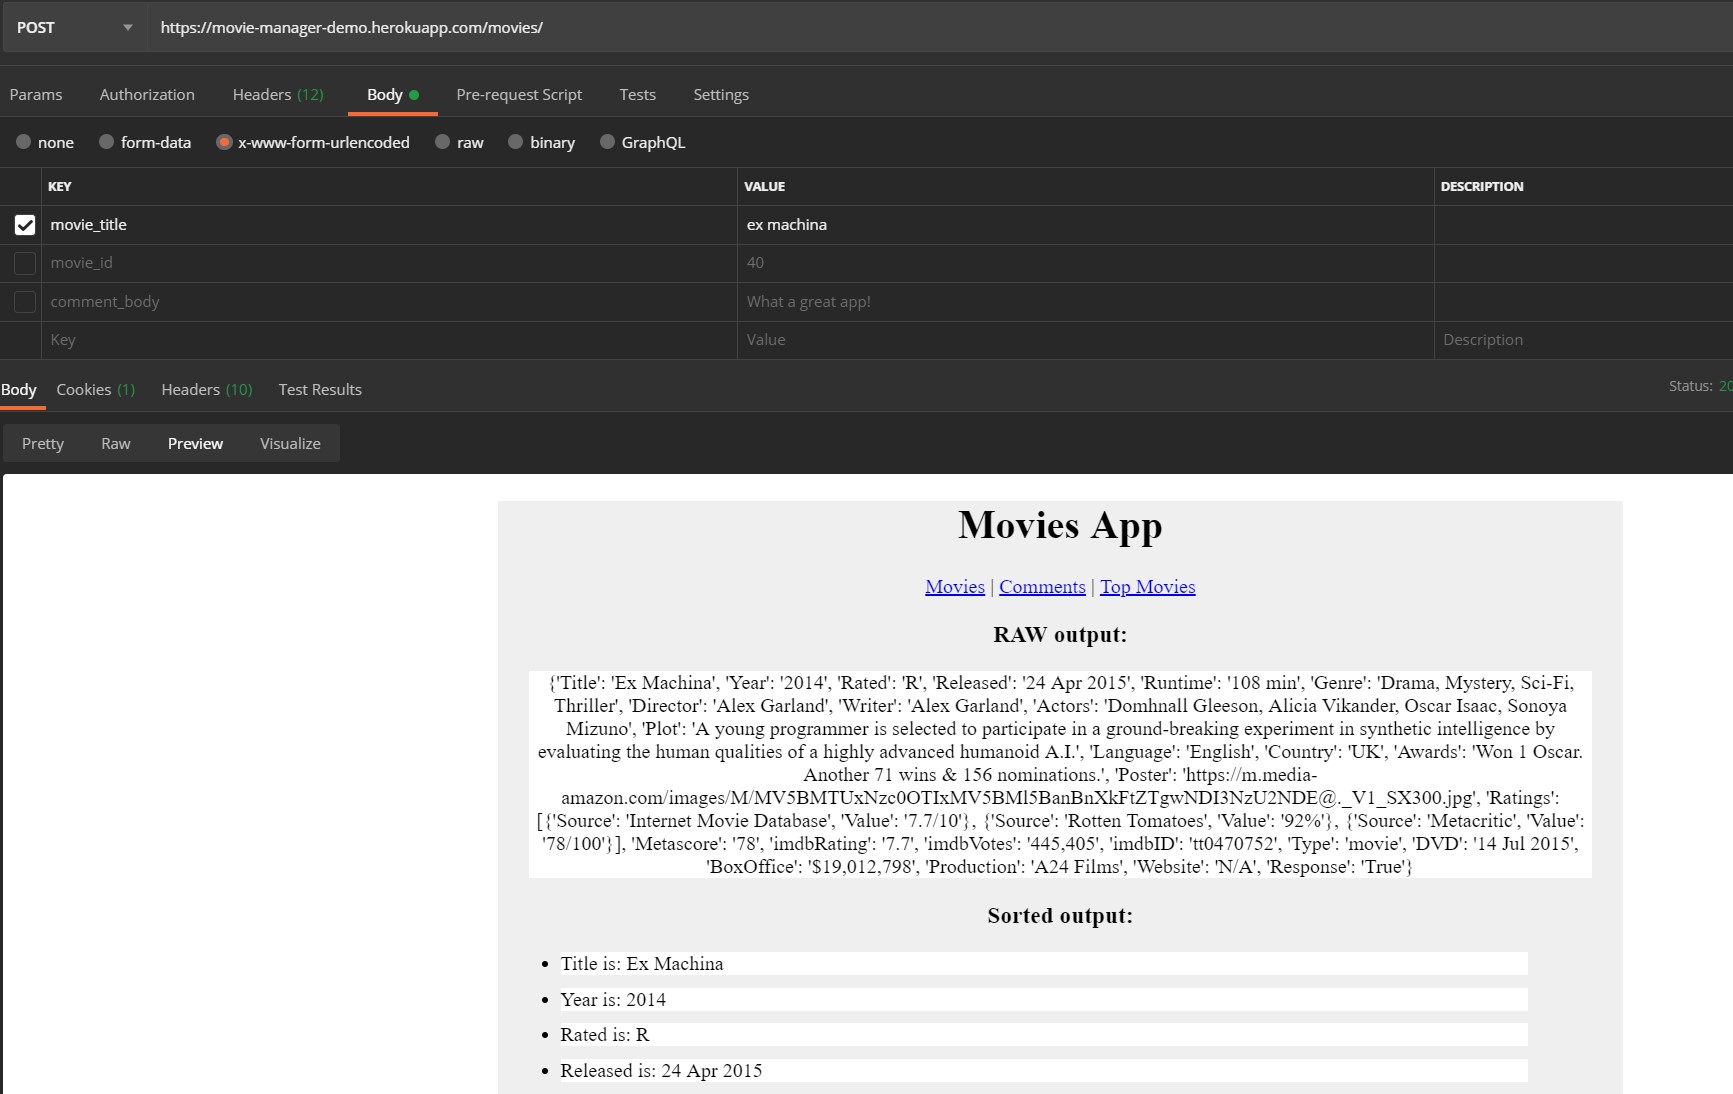 POST https://movie-manager-demo.herokuapp.com/movies/
Params Authorization Headers (12) Body Pre-request Script Tests Settings
none form-data x-www-form-urlencoded raw binary GraphQL
KEY VALUE DESCRIPTION
movie_title ex machina
movie_id 40
comment_body What a great app!
Key Value Description
Body Cookies (1) Headers (10) Test Results Status: 20
Pretty Raw Preview Visualize
Movies App
Movies | Comments | Top Movies
RAW output:
{'Title': 'Ex Machina', 'Year': '2014', 'Rated': 'R', 'Released': '24 Apr 2015', 'Runtime': '108 min', 'Genre': 'Drama, Mystery, Sci-Fi,
Thriller', 'Director': 'Alex Garland', 'Writer': 'Alex Garland', 'Actors': 'Domhnall Gleeson, Alicia Vikander, Oscar Isaac, Sonoya
Mizuno', 'Plot': 'A young programmer is selected to participate in a ground-breaking experiment in synthetic intelligence by
evaluating the human qualities of a highly advanced humanoid A.I.', 'Language': 'English', 'Country': 'UK', 'Awards': 'Won 1 Oscar.
Another 71 wins & 156 nominations.', 'Poster': 'https://m.media-
amazon.com/images/M/MV5BMTUxNzc0OTIxMV5BMl5BanBnXkFtZTgwNDI3NzU2NDE@._V1_SX300.jpg', 'Ratings':
[{'Source': 'Internet Movie Database', 'Value': '7.7/10'}, {'Source': 'Rotten Tomatoes', 'Value': '92%'}, {'Source': 'Metacritic', 'Value':
'78/100'}], 'Metascore': '78', 'imdbRating': '7.7', 'imdbVotes': '445,405', 'imdbID': 'tt0470752', 'Type': 'movie', 'DVD': '14 Jul 2015',
'BoxOffice': '$19,012,798', 'Production': 'A24 Films', 'Website': 'N/A', 'Response': 'True'}
Sorted output:
• Title is: Ex Machina
• Year is: 2014
• Rated is: R
• Released is: 24 Apr 2015